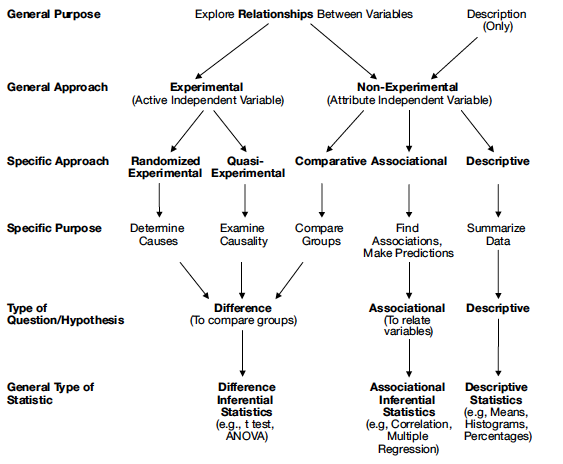 General Purpose Explore Relationships Between Variables Description
(Only)
General Approach Experimental Non-Experimental
(Active Independent Variable) (Attribute Independent Variable)
Specific Approach Randomized Quasi- Comparative Associational Descriptive
Experimental Experimental
Specific Purpose Determine Examine Compare Find Summarize
Causes Causality Groups Associations, Data
Make Predictions
Type of Difference Associational Descriptive
Question/Hypothesis (To compare groups) (To relate
variables)
General Type of Difference Associational Descriptive
Statistic Inferential Inferential Statistics
Statistics Statistics (e.g, Means,
(e.g., t test, (e.g, Correlation, Histograms,
ANOVA) Multiple Percentages)
Regression)